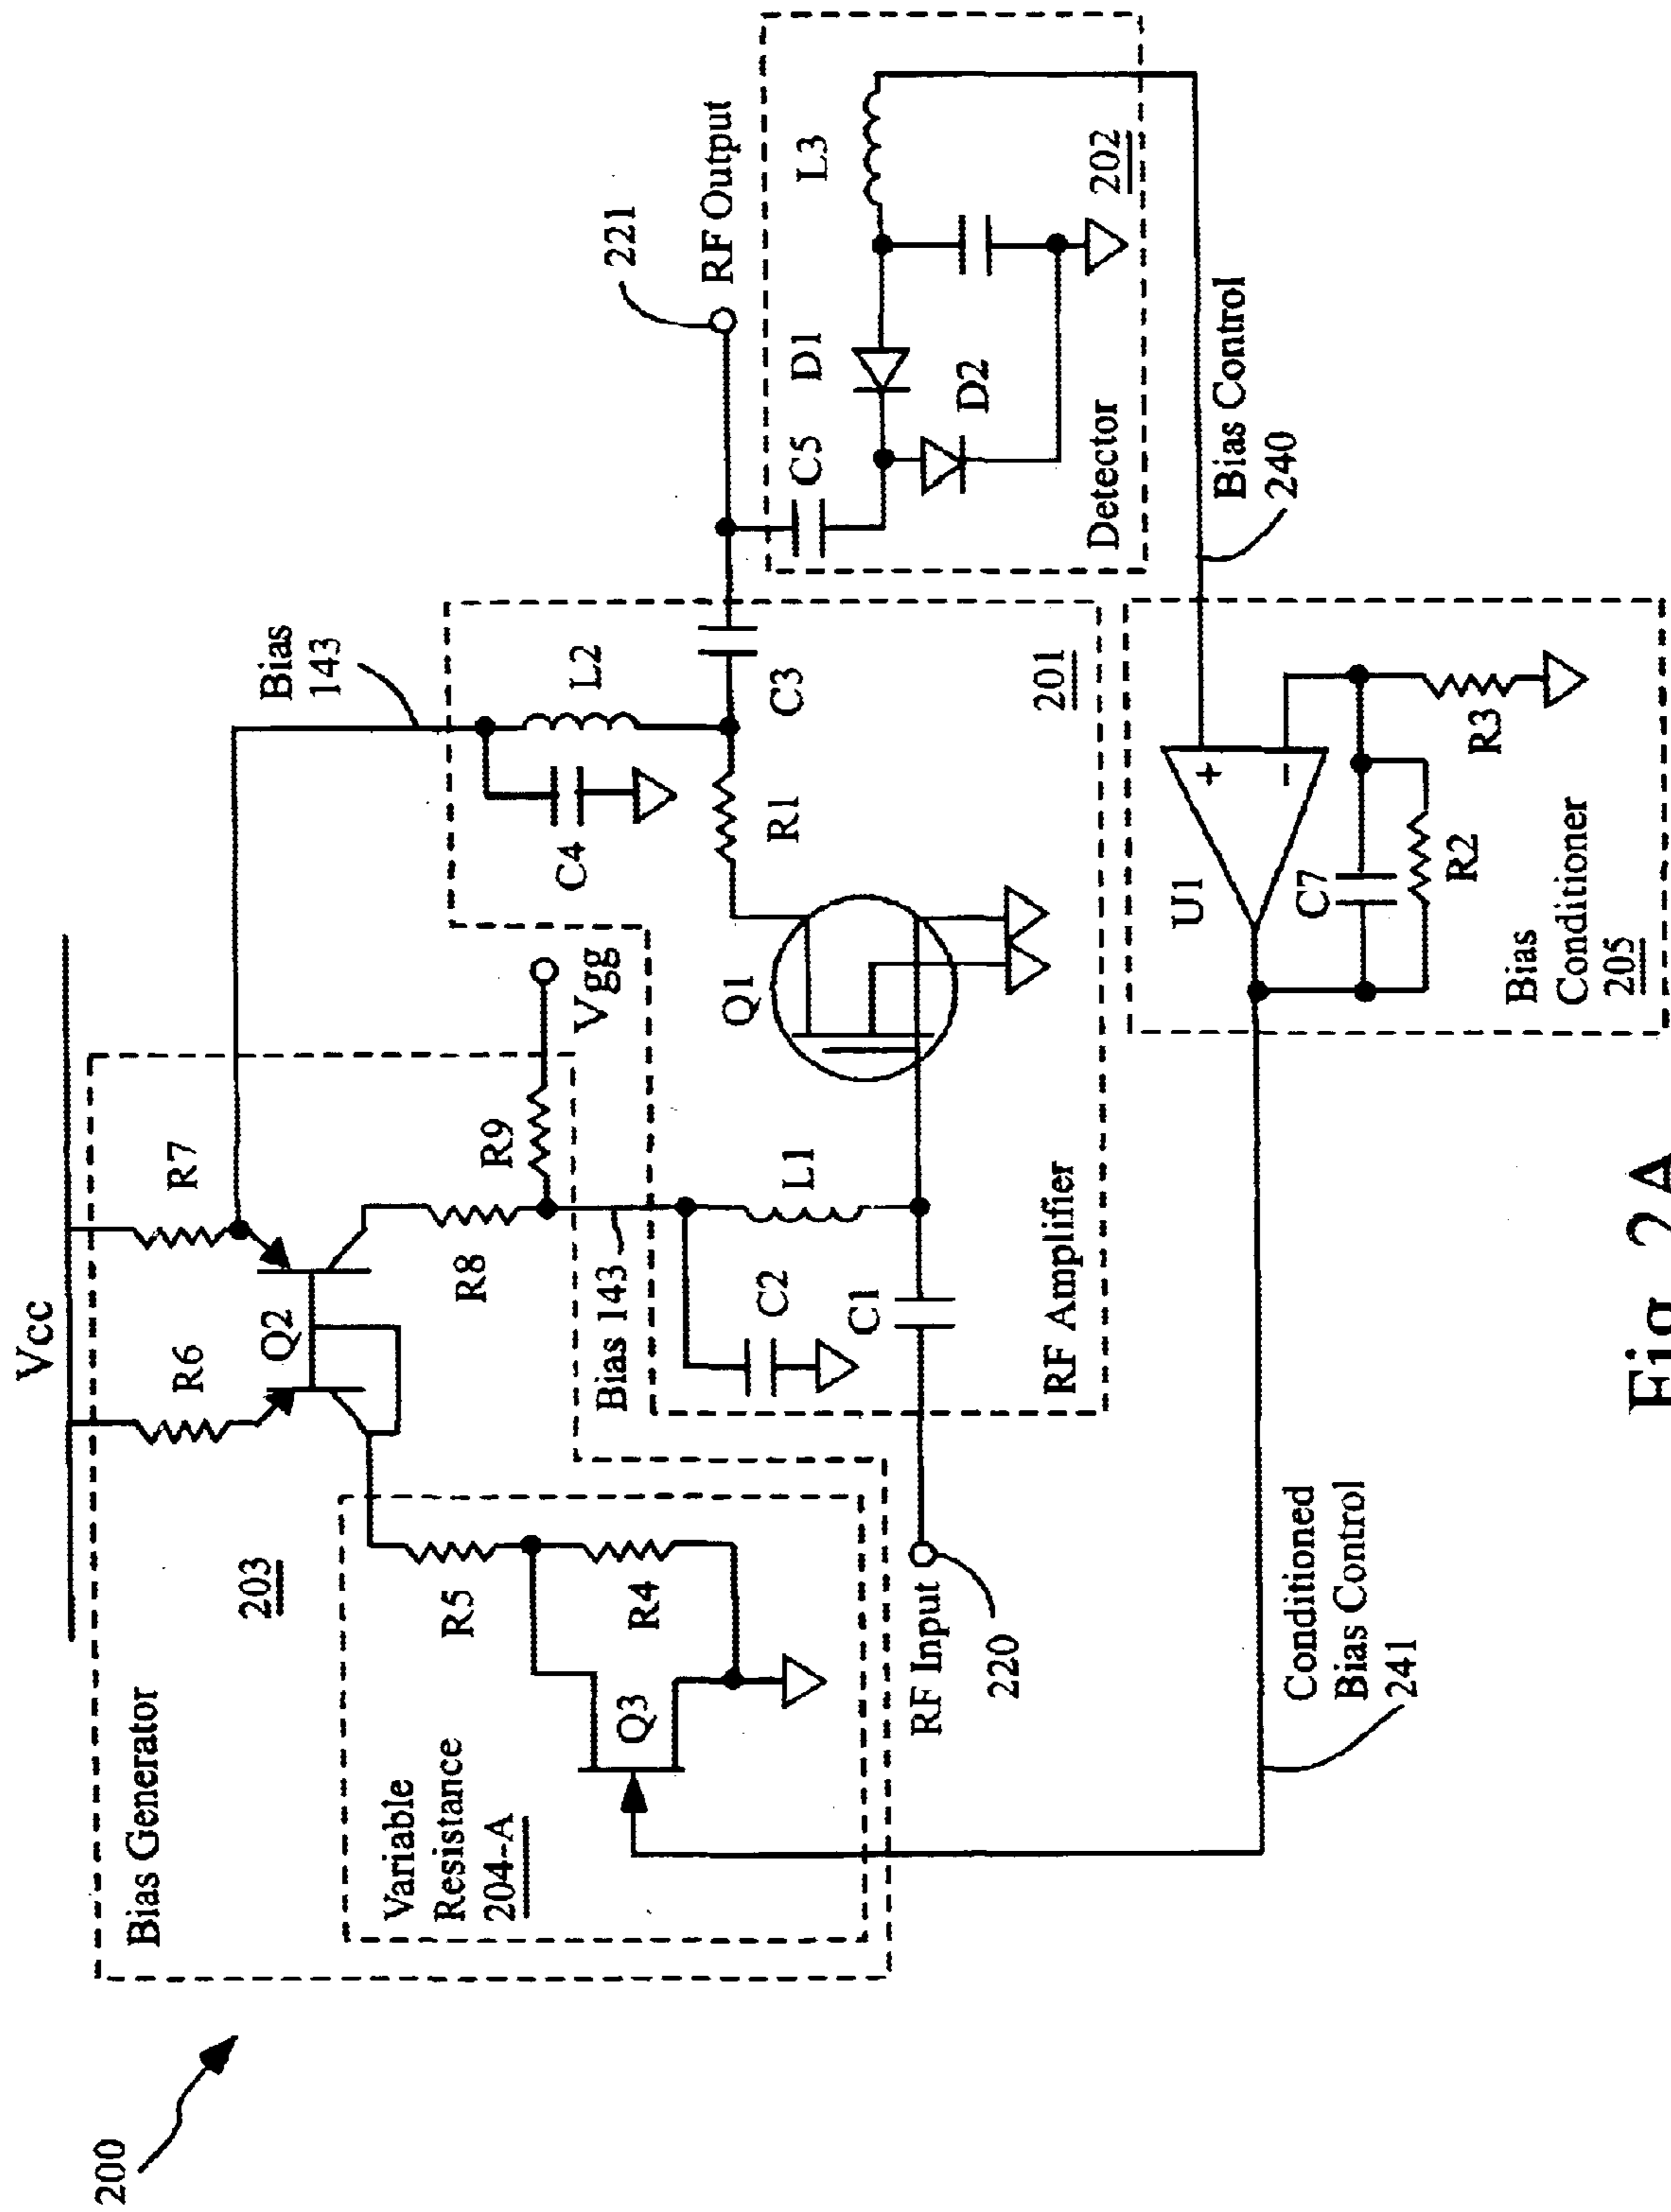 200
Vcc
Bias Generator
203
R6
R7
Q2
Variable
Resistance
204-A
R5
R4
Q3
R8
R9
Vgg
Bias 143
Bias
143
C4
L2
C2
L1
C1
R1
C3
Q1
201
RF Amplifier
RF Input
220
221
RF Output
C5
D1
D2
L3
Detector
202
Bias Control
240
U1
+
-
C7
R2
R3
Bias
Conditioner
205
Conditioned
Bias Control
241
Fig. 2A